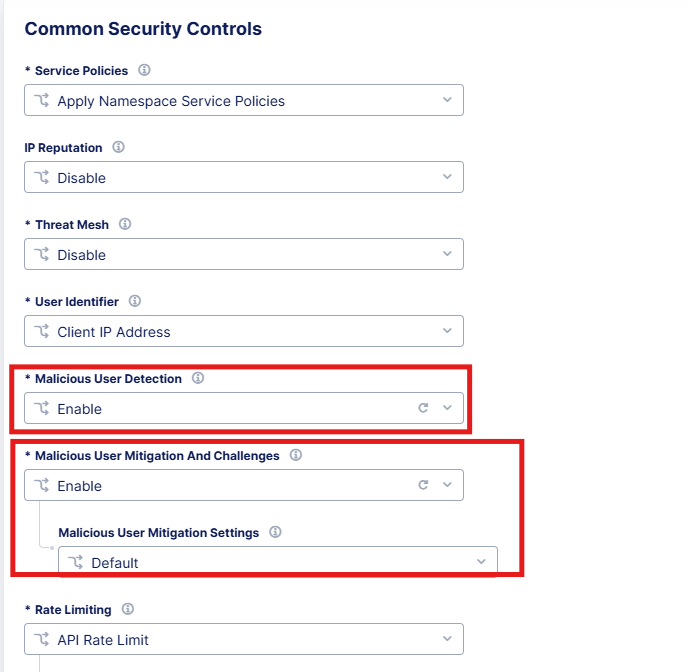 Common Security Controls
* Service Policies
Apply Namespace Service Policies
IP Reputation
Disable
* Threat Mesh
Disable
* User Identifier
Client IP Address
* Malicious User Detection
Enable
* Malicious User Mitigation And Challenges
Enable
Malicious User Mitigation Settings
Default
* Rate Limiting
API Rate Limit